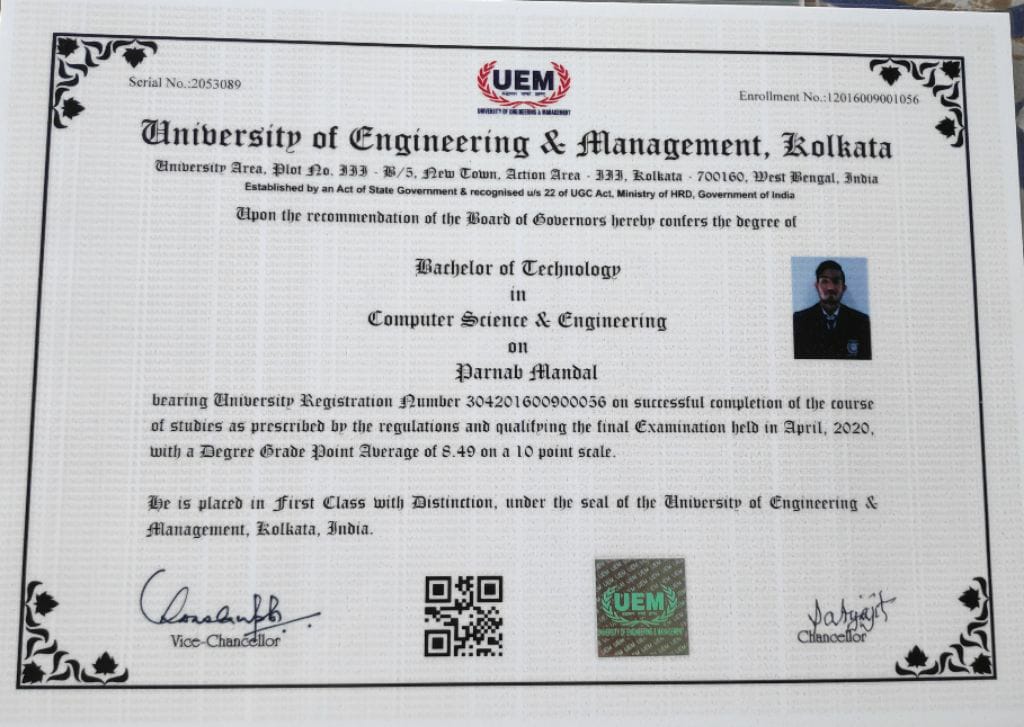 Serial No.:2053089
UEM
UNIVERSITY OF ENGINEERING & MANAGEMENT
Enrollment No.:12016009001056
University of Engineering & Management, Kolkata
University Area, Plot No. III - B/5, New Town, Action Area - III, Kolkata - 700160, West Bengal, India
Established by an Act of State Government & recognised u/s 22 of UGC Act, Ministry of HRD, Government of India
Upon the recommendation of the Board of Governors hereby confers the degree of
Bachelor of Technology
in
Computer Science & Engineering
on
Parnab Mandal
bearing University Registration Number 304201600900056 on successful completion of the course
of studies as prescribed by the regulations and qualifying the final Examination held in April, 2020,
with a Degree Grade Point Average of 8.49 on a 10 point scale.
He is placed in First Class with Distinction, under the seal of the University of Engineering &
Management, Kolkata, India.
Vice-Chancellor
UEM
UNIVERSITY OF ENGINEERING & MANAGEMENT
Satyajit
Chancellor